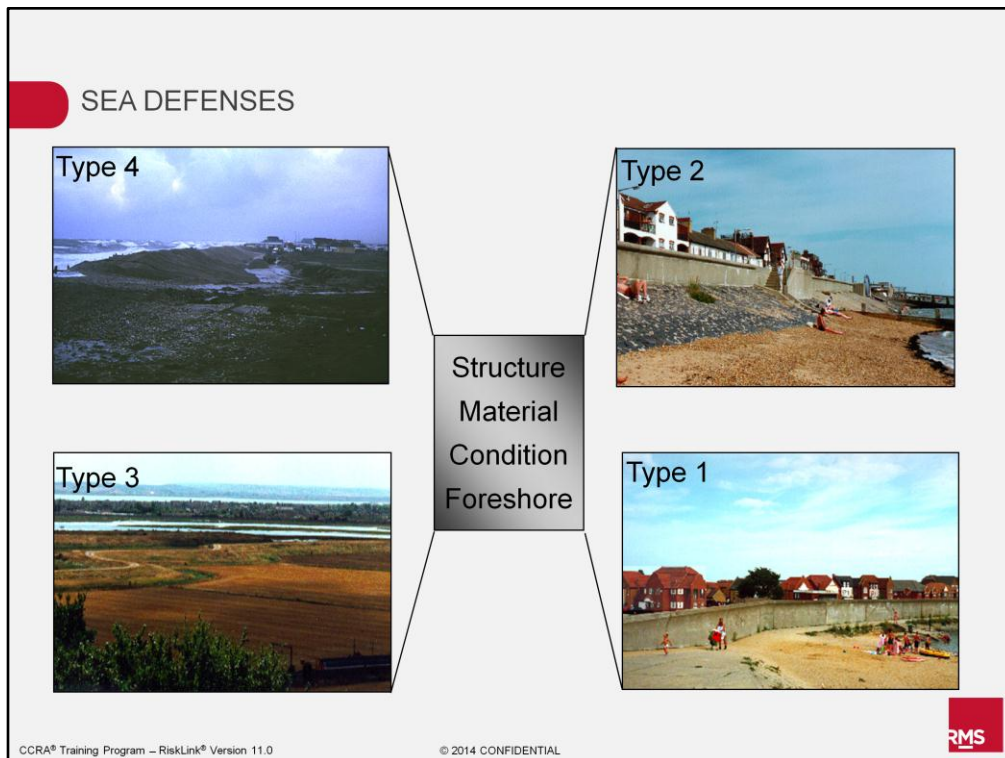 SEA DEFENSES
Type 4
Type 2
Structure
Material
Condition
Foreshore
Type 3
Type 1
CCRA® Training Program – RiskLink® Version 11.0
© 2014 CONFIDENTIAL
RMS